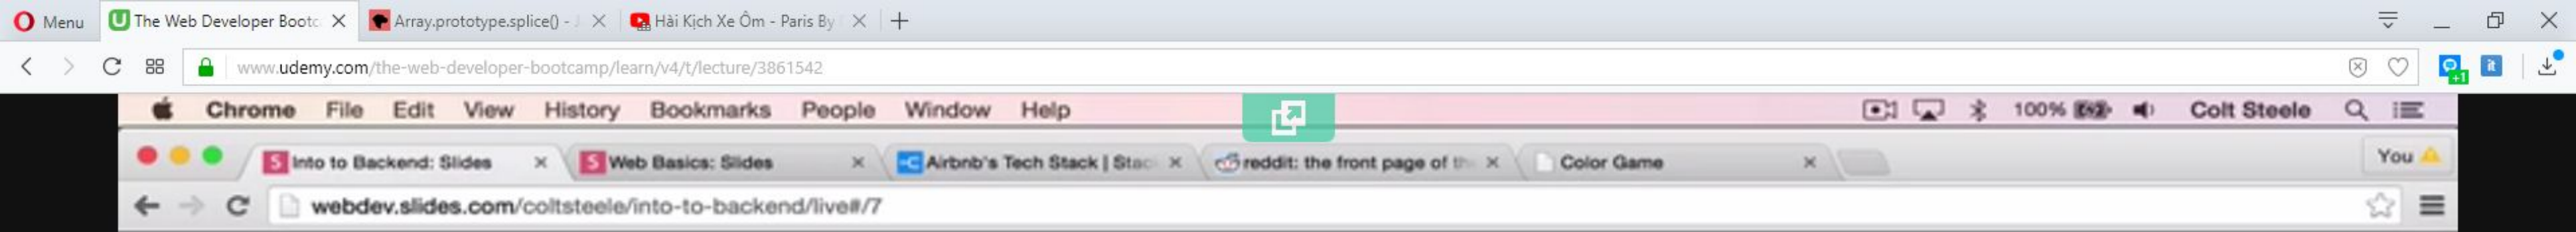 Menu The Web Developer Bootc Array.prototype.splice() - J Hài Kịch Xe Ôm - Paris By
www.udemy.com/the-web-developer-bootcamp/learn/v4/t/lecture/3861542 +1 it
Chrome File Edit View History Bookmarks People Window Help 100% Colt Steele
S Into to Backend: Slides S Web Basics: Slides Airbnb's Tech Stack | Stac reddit: the front page of th Color Game You
webdev.slides.com/coltsteele/into-to-backend/live#/7